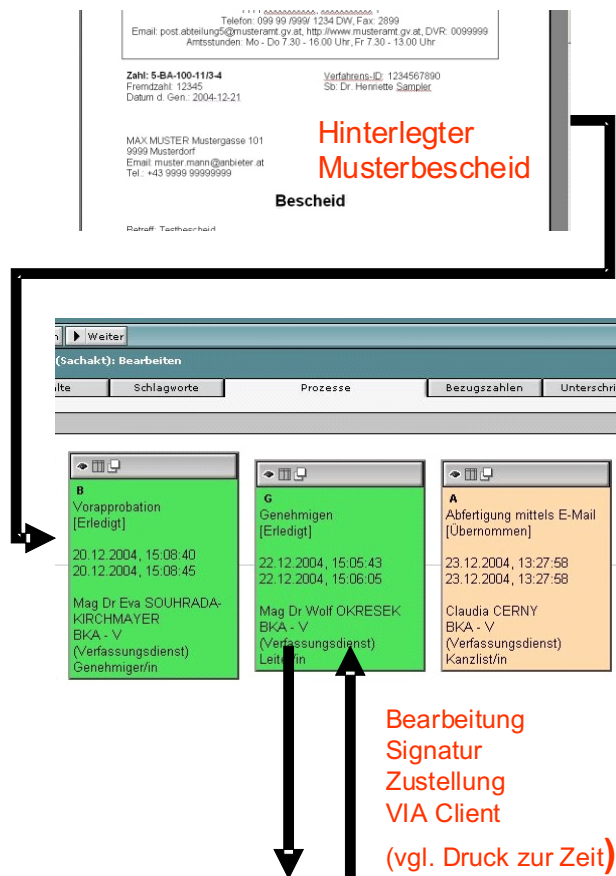 Telefon: 099 99 /999/ 1234 DW, Fax: 2899
Email: post.abteilung5@musteramt.gv.at, http://www.musteramt.gv.at, DVR: 0099999
Amtsstunden: Mo - Do 7.30 - 16.00 Uhr, Fr 7.30 - 13.00 Uhr
Zahl: 5-BA-100-11/3-4
Verfahrens-ID: 1234567890
Fremdzahl: 12345
Sb: Dr. Henriette Sampler
Datum d. Gen.: 2004-12-21
MAX MUSTER Mustergasse 101
9999 Musterdorf
Email: muster.mann@anbieter.at
Tel.: +43 9999 99999999
Hinterlegter
Musterbescheid
Bescheid
Betreff: Testbescheid
Weiter
(Sachakt): Bearbeiten
alte Schlagworte Prozesse Bezugszahlen Unterschri
B
Vorapprobation
[Erledigt]
20.12.2004, 15:08:40
20.12.2004, 15:08:45
Mag Dr Eva SOUHRADA-
KIRCHMAYER
BKA - V
(Verfassungsdienst)
Genehmiger/in
G
Genehmigen
[Erledigt]
22.12.2004, 15:05:43
22.12.2004, 15:06:05
Mag Dr Wolf OKRESEK
BKA - V
(Verfassungsdienst)
Leiter/in
A
Abfertigung mittels E-Mail
[Übernommen]
23.12.2004, 13:27:58
23.12.2004, 13:27:58
Claudia CERNY
BKA - V
(Verfassungsdienst)
Kanzlist/in
Bearbeitung
Signatur
Zustellung
VIA Client
(vgl. Druck zur Zeit)